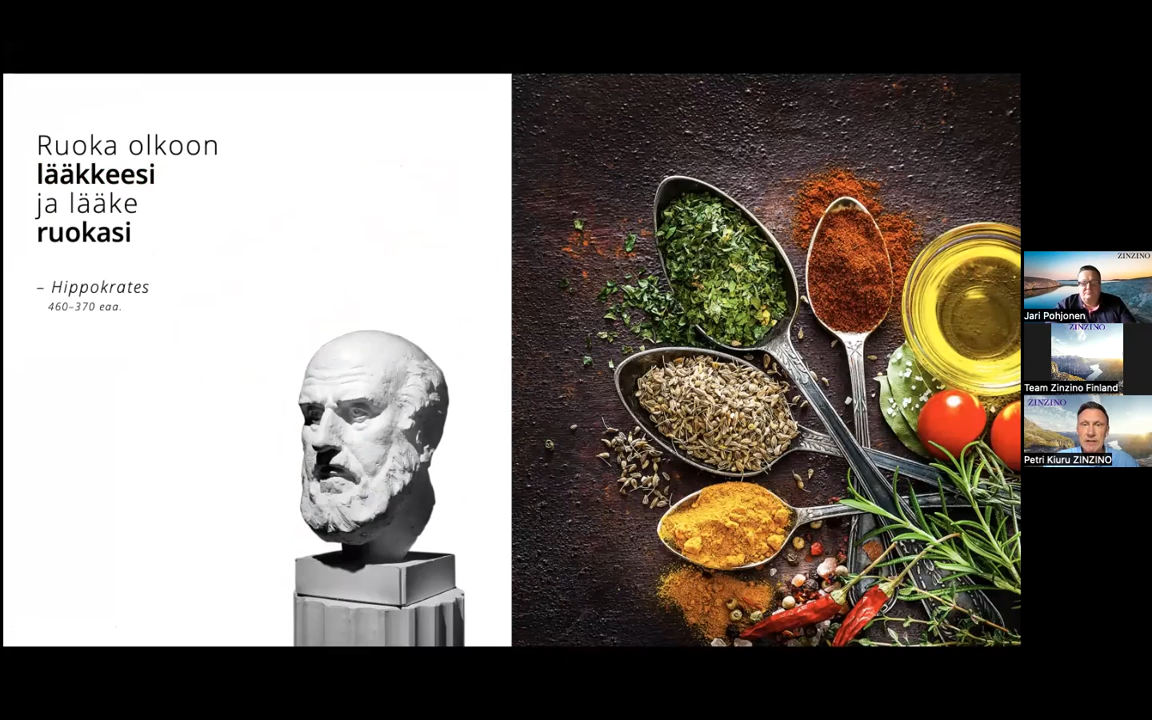 Ruoka olkoon
lääkkeesi
ja lääke
ruokasi
– Hippokrates
460–370 eaa.
ZINZINO
Jari Pohjonen
ZINZINO
Team Zinzino Finland
ZINZINO
Petri Kiuru ZINZINO